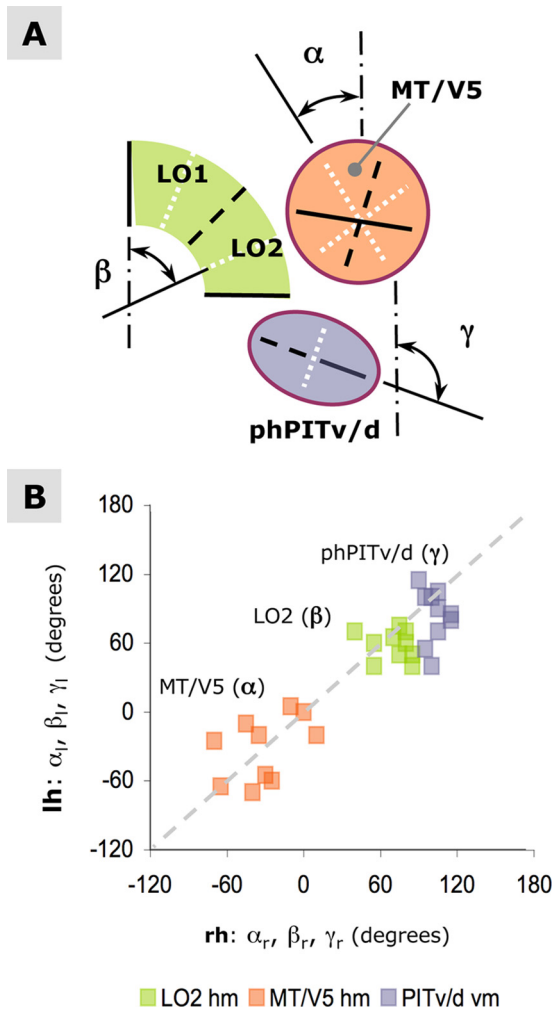 A
α
MT/V5
LO1
LO2
β
γ
phPITv/d
B
180
120
60
0
-60
-120
lh: αl, βl, γl (degrees)
phPITv/d (γ)
LO2 (β)
MT/V5 (α)
-120 -60 0 60 120 180
rh: αr, βr, γr (degrees)
LO2 hm MT/V5 hm PITv/d vm